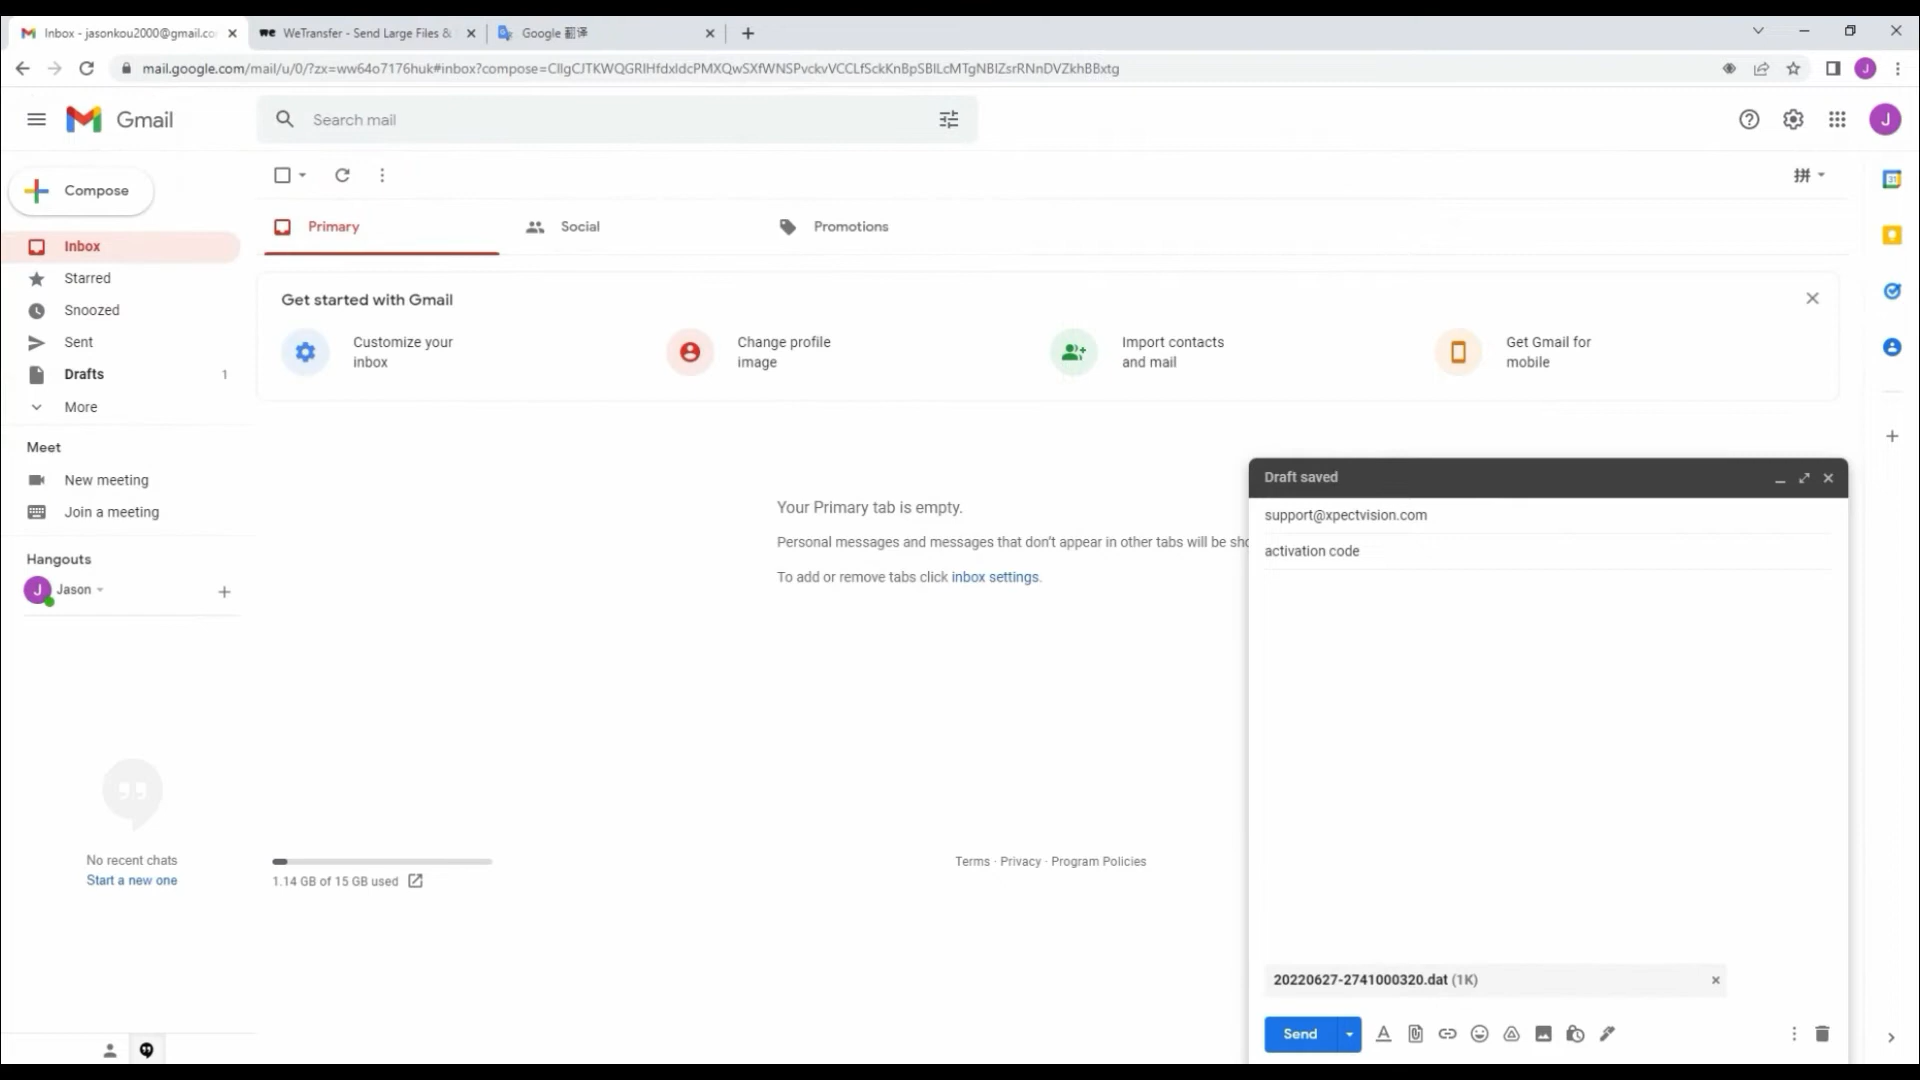 Inbox - jasonkou2000@gmail.co
WeTransfer - Send Large Files &
Google 翻译
mail.google.com/mail/u/0/?zx=ww64o7176huk#inbox?compose=CllgCJTKWQGRlHfdxldcPMXQwSXfWNSPvckvVCCLfSckKnBpSBlLcMTgNBlZsrRNnDVZkhBBxtg
J
Gmail
Search mail
J
Compose
拼
Primary
Social
Promotions
Inbox
Starred
Snoozed
Sent
Drafts
1
More
Get started with Gmail
Customize your
inbox
Change profile
image
Import contacts
and mail
Get Gmail for
mobile
Meet
New meeting
Join a meeting
Hangouts
J
Jason
Your Primary tab is empty.
Personal messages and messages that don't appear in other tabs will be sho
To add or remove tabs click inbox settings.
Draft saved
support@xpectvision.com
activation code
No recent chats
Start a new one
1.14 GB of 15 GB used
Terms · Privacy · Program Policies
20220627-2741000320.dat (1K)
Send